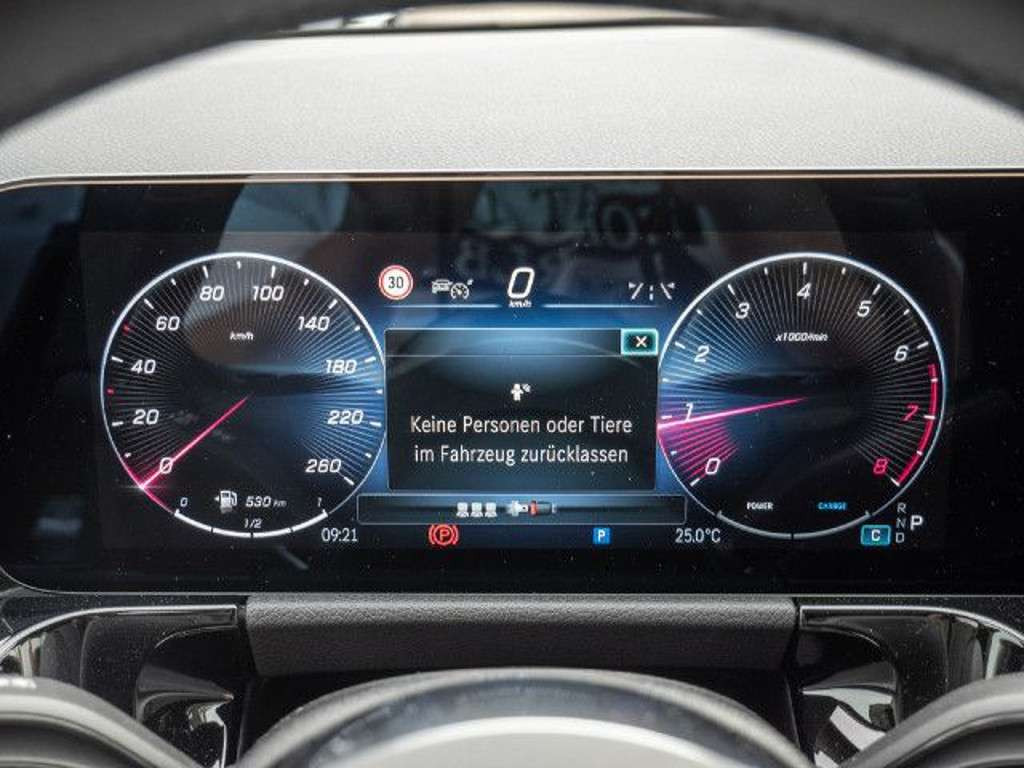 80 100
60 140
40 180
20 220
0 260
km/h
0 530 km 1
1/2
30
0
km/h
X
Keine Personen oder Tiere
im Fahrzeug zurücklassen
09:21
P
P
25.0°C
4
3 5
2 6
1 7
0 8
x1000/min
POWER CHARGE
C
R
N P
D